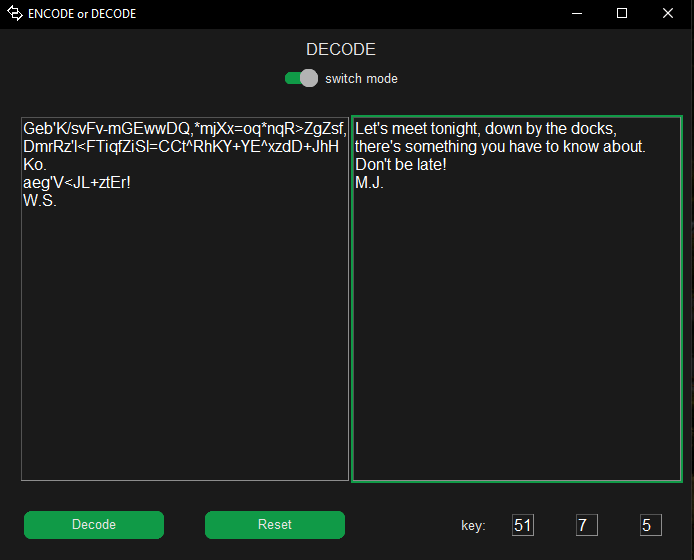 ENCODE or DECODE
DECODE
switch mode
Geb'K/svFv-mGEwwDQ,*mjXx=oq*nqR>ZgZsf,
DmrRz'l<FTiqfZiSl=CCt^RhKY+YE^xzdD+JhH
Ko.
aeg'V<JL+ztEr!
W.S.
Let's meet tonight, down by the docks,
there's something you have to know about.
Don't be late!
M.J.
Decode
Reset
key:
51
7
5